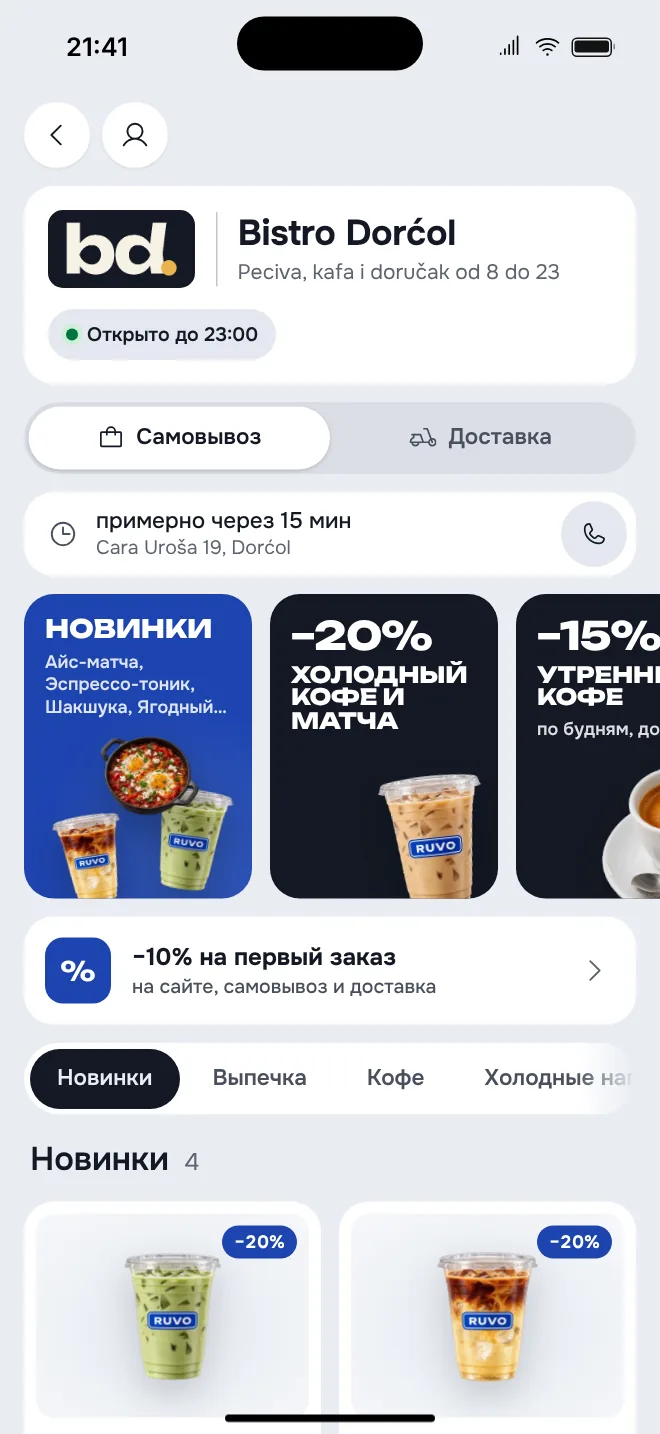 21:41
bd.
Bistro Dorćol
Peciva, kafa i doručak od 8 do 23
Открыто до 23:00
Самовывоз
Доставка
примерно через 15 мин
Cara Uroša 19, Dorćol
НОВИНКИ
Айс-матча,
Эспрессо-тоник,
Шакшука, Ягодный...
RUVO
RUVO
−20%
ХОЛОДНЫЙ
КОФЕ И
МАТЧА
RUVO
−15%
КОФЕ
по будням, до
%
−10% на первый заказ
на сайте, самовывоз и доставка
Новинки
Выпечка
Кофе
Холодные
Новинки 4
−20%
RUVO
−20%
RUVO